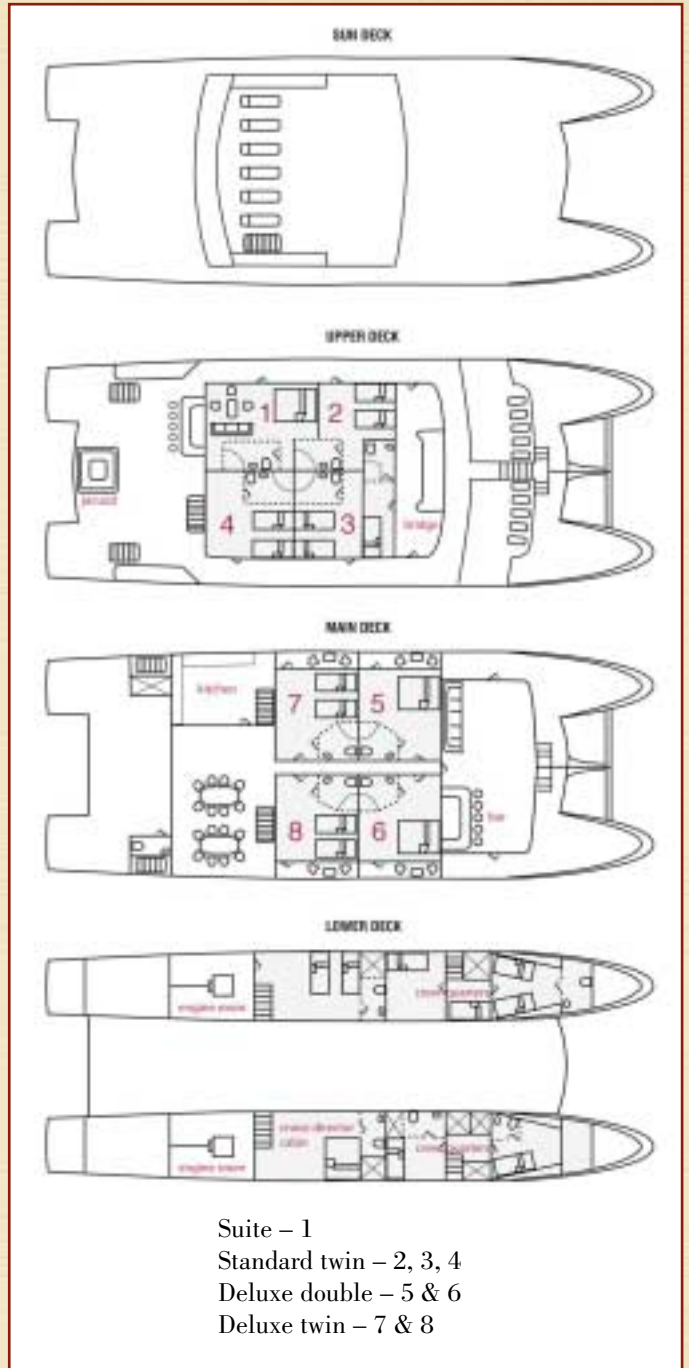 SUN DECK
UPPER DECK
1
2
4
3
jacuzzi
bridge
MAIN DECK
kitchen
7
5
8
6
bar
LOWER DECK
engine room
crew quarters
cruise director
cabin
engine room
crew quarters
Suite – 1
Standard twin – 2, 3, 4
Deluxe double – 5 & 6
Deluxe twin – 7 & 8